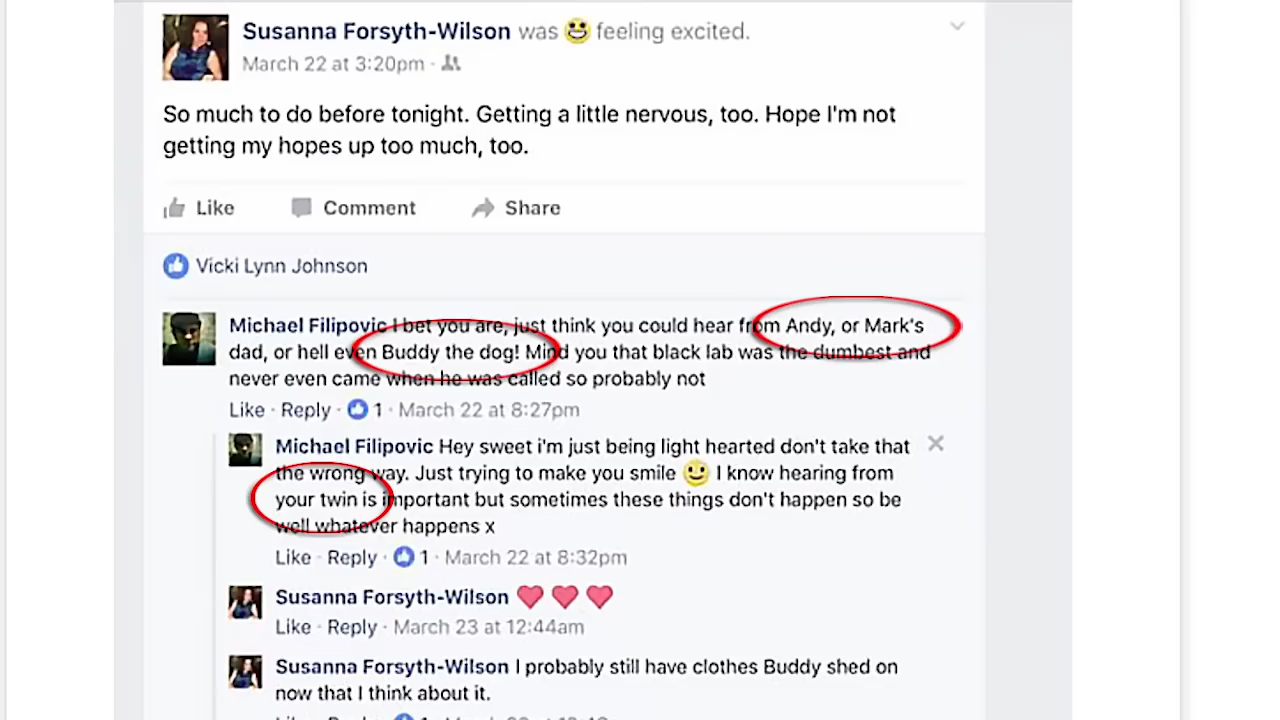 Susanna Forsyth-Wilson was feeling excited.
March 22 at 3:20pm ·
So much to do before tonight. Getting a little nervous, too. Hope I'm not
getting my hopes up too much, too.
Like Comment Share
Vicki Lynn Johnson
Michael Filipovic I bet you are, just think you could hear from Andy, or Mark's
dad, or hell even Buddy the dog! Mind you that black lab was the dumbest and
never even came when he was called so probably not
Like · Reply · 1 · March 22 at 8:27pm
Michael Filipovic Hey sweet i'm just being light hearted don't take that
the wrong way. Just trying to make you smile I know hearing from
your twin is important but sometimes these things don't happen so be
well whatever happens x
Like · Reply · 1 · March 22 at 8:32pm
Susanna Forsyth-Wilson
Like · Reply · March 23 at 12:44am
Susanna Forsyth-Wilson I probably still have clothes Buddy shed on
now that I think about it.